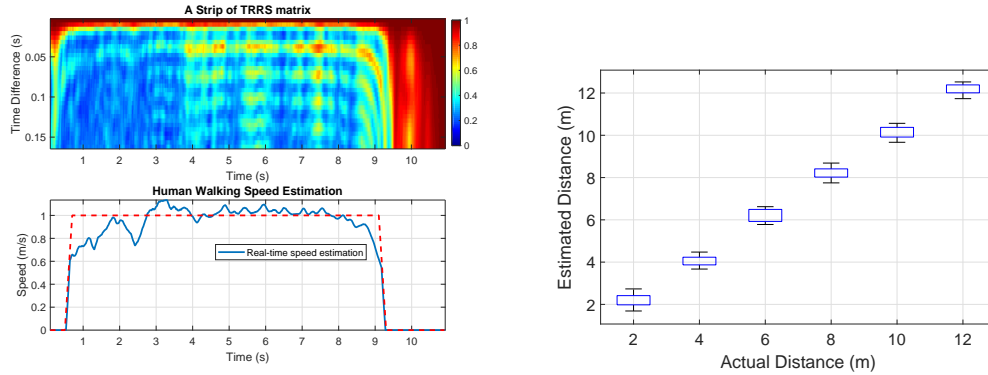 A Strip of TRRS matrix
Time Difference (s)
0.05
0.1
0.15
1 2 3 4 5 6 7 8 9 10
Time (s)
1
0.8
0.6
0.4
0.2
0
Human Walking Speed Estimation
Speed (m/s)
1
0.8
0.6
0.4
0.2
0
Real-time speed estimation
1 2 3 4 5 6 7 8 9 10
Time (s)
Estimated Distance (m)
12
10
8
6
4
2
2 4 6 8 10 12
Actual Distance (m)